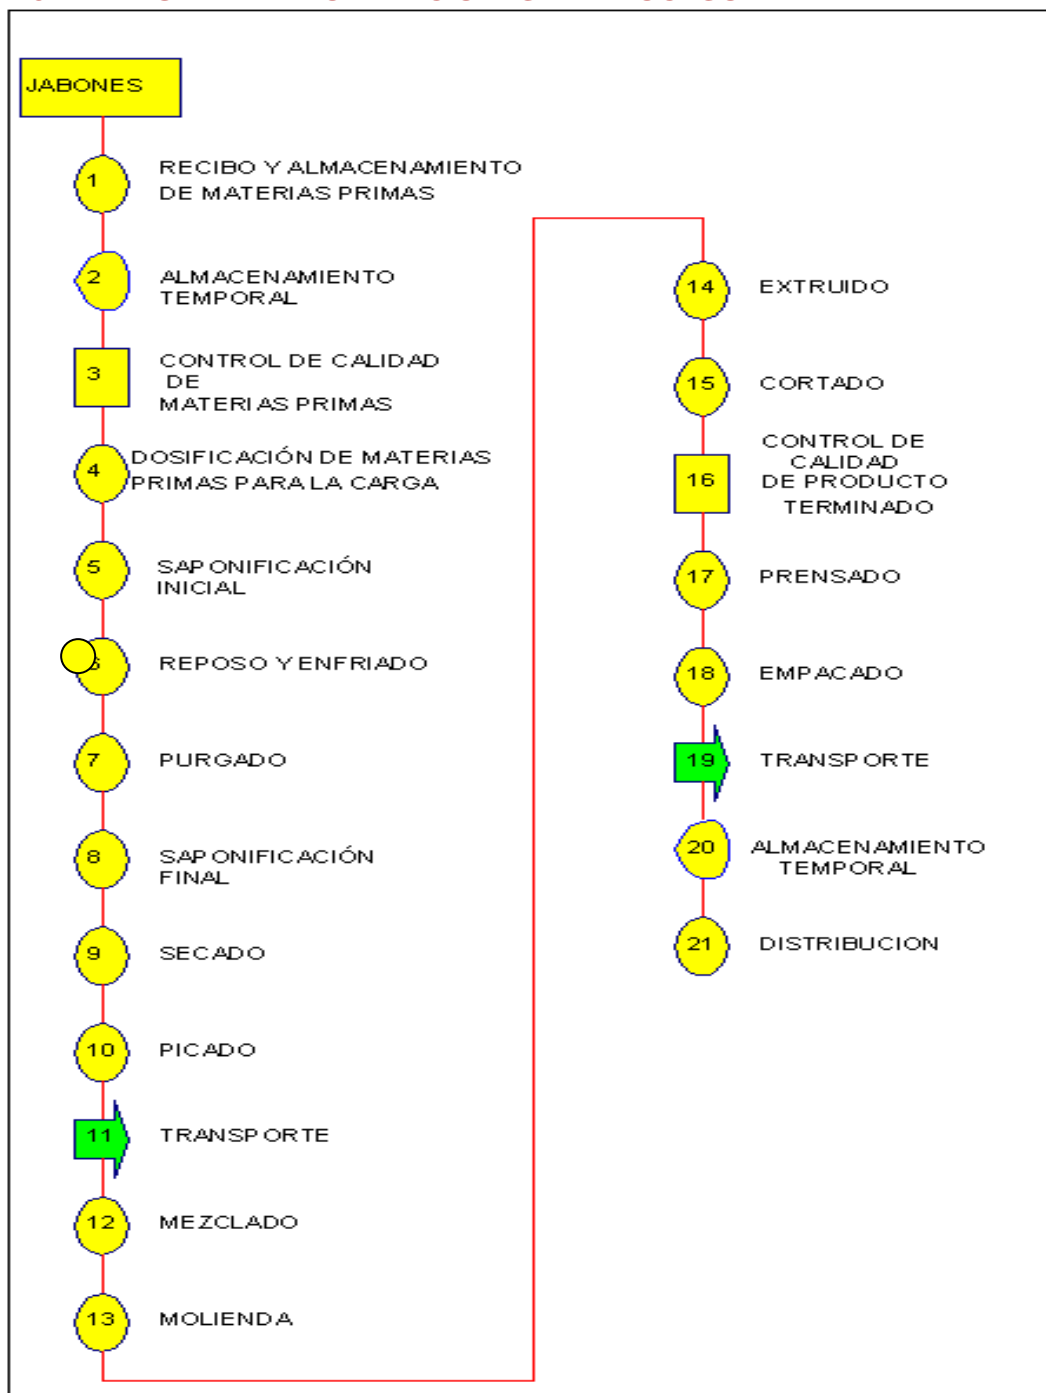 JABONES
1
RECIBO Y ALMACENAMIENTO
DE MATERIAS PRIMAS
2
ALMACENAMIENTO
TEMPORAL
3
CONTROL DE CALIDAD
DE
MATERIAS PRIMAS
4
DOSIFICACIÓN DE MATERIAS
PRIMAS PARA LA CARGA
5
SAPONIFICACIÓN
INICIAL
6
REPOSO Y ENFRIADO
7
PURGADO
8
SAPONIFICACIÓN
FINAL
9
SECADO
10
PICADO
11
TRANSPORTE
12
MEZCLADO
13
MOLIENDA
14
EXTRUIDO
15
CORTADO
16
CONTROL DE
CALIDAD
DE PRODUCTO
TERMINADO
17
PRENSADO
18
EMPACADO
19
TRANSPORTE
20
ALMACENAMIENTO
TEMPORAL
21
DISTRIBUCION